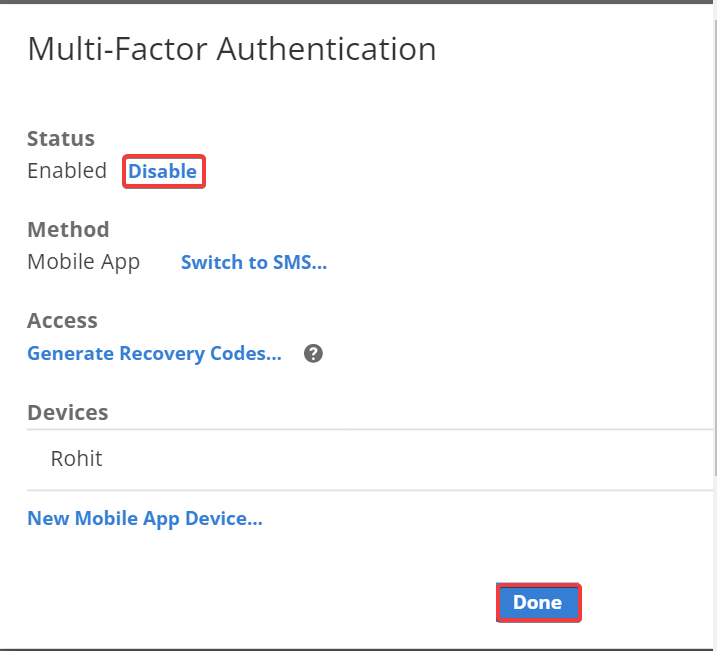 Multi-Factor Authentication
Status
Enabled Disable
Method
Mobile App Switch to SMS...
Access
Generate Recovery Codes... ?
Devices
Rohit
New Mobile App Device...
Done